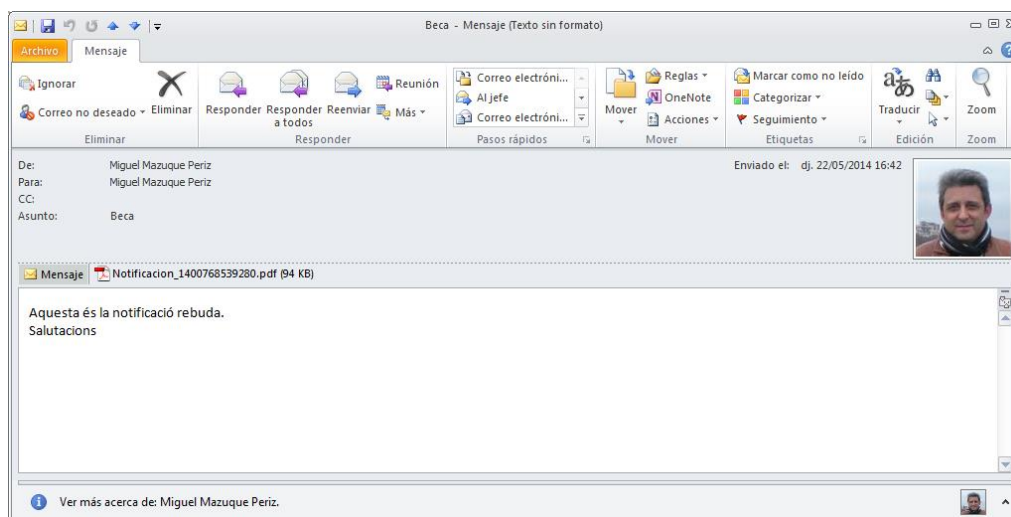 Beca - Mensaje (Texto sin formato)
Archivo Mensaje
Ignorar
Correo no deseado
Eliminar
Responder Responder a todos Reenviar
Reunión
Más
Correo electróni...
Al jefe
Correo electróni...
Mover
Reglas
OneNote
Acciones
Marcar como no leído
Categorizar
Seguimiento
Traducir
Zoom
Eliminar Responder Pasos rápidos Mover Etiquetas Edición Zoom
De: Miguel Mazuque Periz Enviado el: dj. 22/05/2014 16:42
Para: Miguel Mazuque Periz
CC:
Asunto: Beca
Mensaje Notificacion_1400768539280.pdf (94 KB)
Aquesta és la notificació rebuda.
Salutacions
Ver más acerca de: Miguel Mazuque Periz.